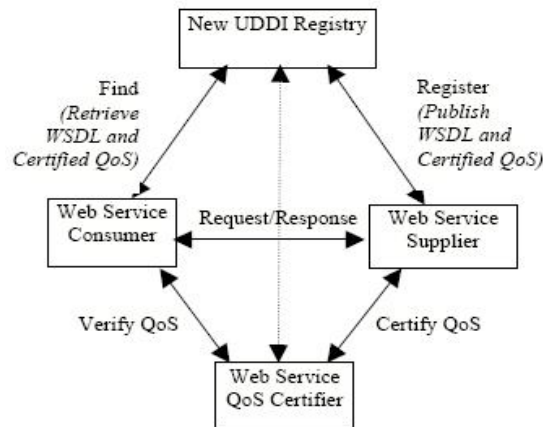 New UDDI Registry
Find
(Retrieve
WSDL and
Certified QoS)
Register
(Publish
WSDL and
Certified QoS)
Web Service
Consumer
Request/Response
Web Service
Supplier
Verify QoS
Certify QoS
Web Service
QoS Certifier